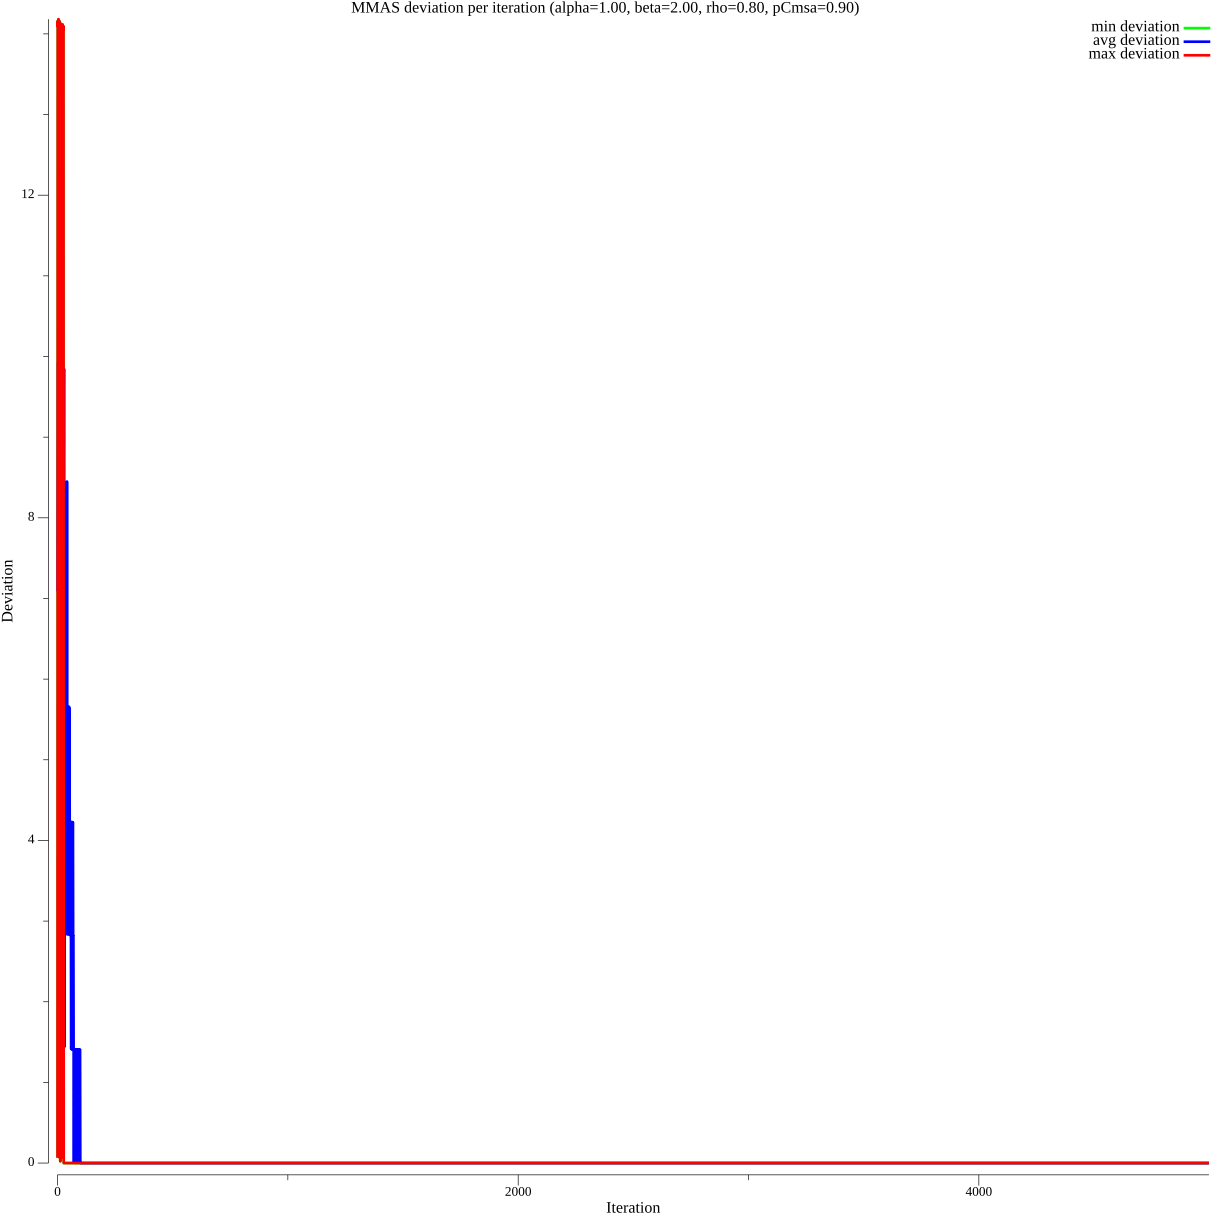 MMAS deviation per iteration (alpha=1.00, beta=2.00, rho=0.80, pCmsa=0.90)
min deviation
avg deviation
max deviation
12
8
4
0
Deviation
0 2000 4000
Iteration